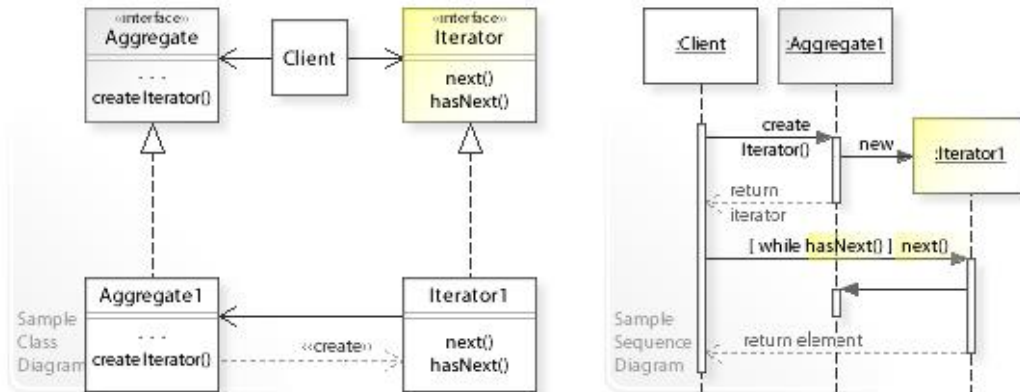 «interface»
Aggregate
. . .
createIterator()
Client
«interface»
Iterator
next()
hasNext()
Aggregate1
. . .
createIterator()
«create»
Iterator1
next()
hasNext()
Sample
Class
Diagram
:Client
:Aggregate1
create
Iterator()
new
:Iterator1
return
iterator
[ while hasNext() ] next()
return element
Sample
Sequence
Diagram